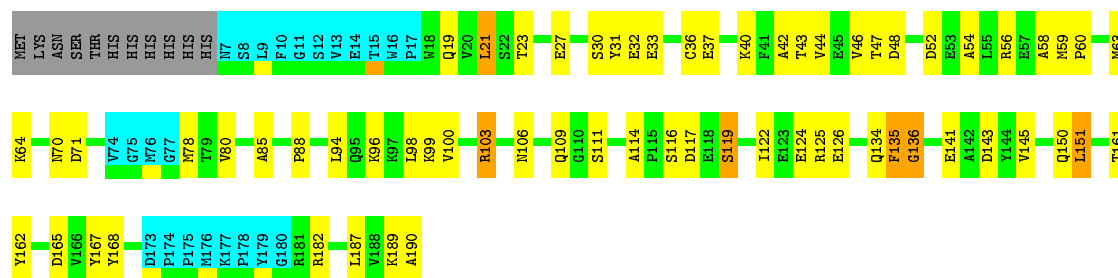 MET LYS ASN SER THR HIS HIS HIS HIS HIS HIS N7 S8 L9 F10 G11 S12 V13 E14 T15 W16 P17 W18 Q19 V20 L21 S22 T23 E27 S30 Y31 E32 E33 C36 E37 K40 F41 A42 T43 V44 E45 V46 T47 D48 D52 E53 A54 L55 R56 E57 A58 M59 P60 M63
K64 N70 D71 V74 G75 M76 G77 M78 T79 V80 A85 P88 L94 Q95 K96 K97 L98 K99 V100 R103 N106 Q109 G110 S111 A114 P115 S116 D117 E118 S119 I122 E123 E124 R125 E126 Q134 F135 G136 E141 A142 D143 Y144 V145 Q150 L151 T161
Y162 D165 V166 Y167 Y168 D173 P174 P175 M176 K177 P178 Y179 G180 R181 R182 L187 V188 K189 A190